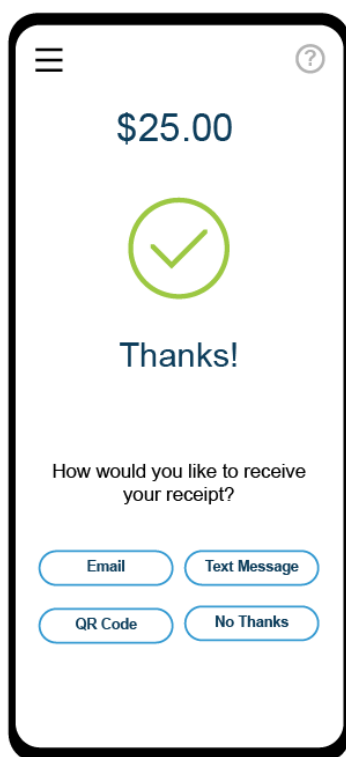 ?
$25.00
Thanks!
How would you like to receive
your receipt?
Email
Text Message
QR Code
No Thanks